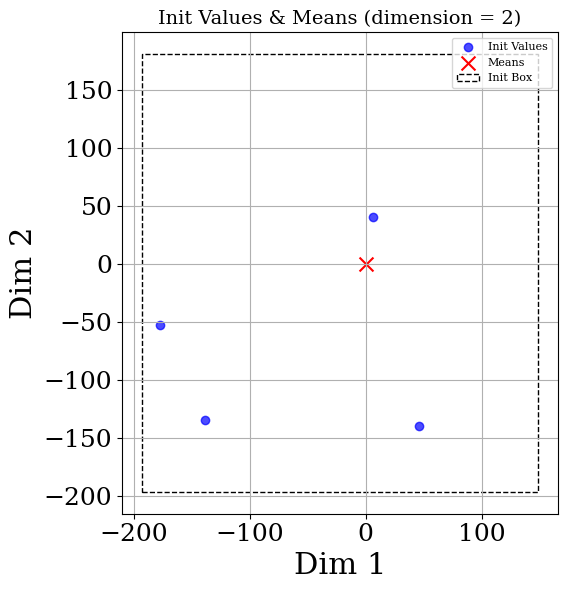 Init Values & Means (dimension = 2)
Init Values
Means
Init Box
150
100
50
0
−50
−100
−150
−200
Dim 2
−200 −100 0 100
Dim 1